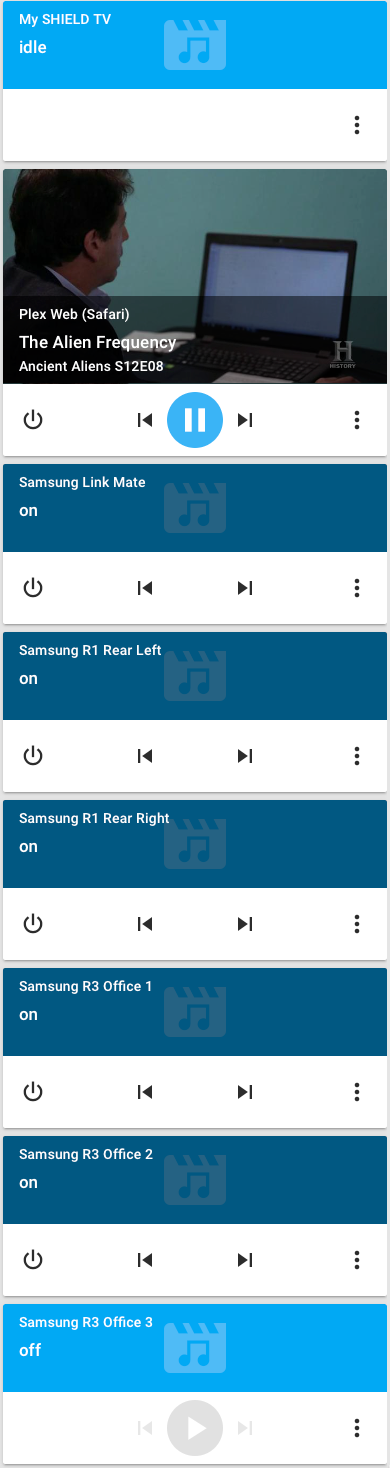 My SHIELD TV
idle
Plex Web (Safari)
The Alien Frequency
Ancient Aliens S12E08
H
HISTORY
Samsung Link Mate
on
Samsung R1 Rear Left
on
Samsung R1 Rear Right
on
Samsung R3 Office 1
on
Samsung R3 Office 2
on
Samsung R3 Office 3
off